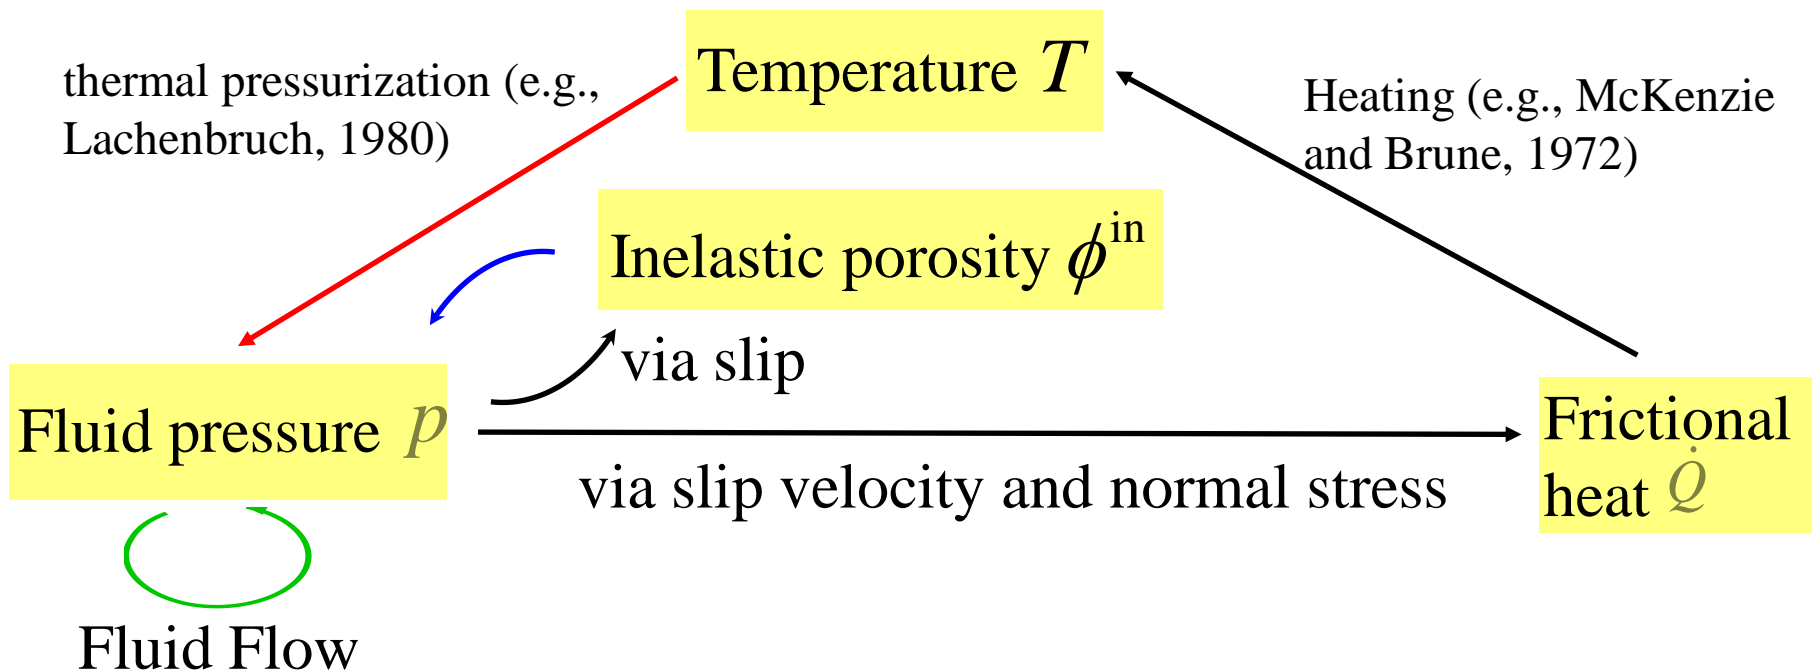 Temperature T
thermal pressurization (e.g.,
Lachenbruch, 1980)
Heating (e.g., McKenzie
and Brune, 1972)
Inelastic porosity ϕ^in
via slip
Fluid pressure p
via slip velocity and normal stress
Frictional
heat Q̇
Fluid Flow